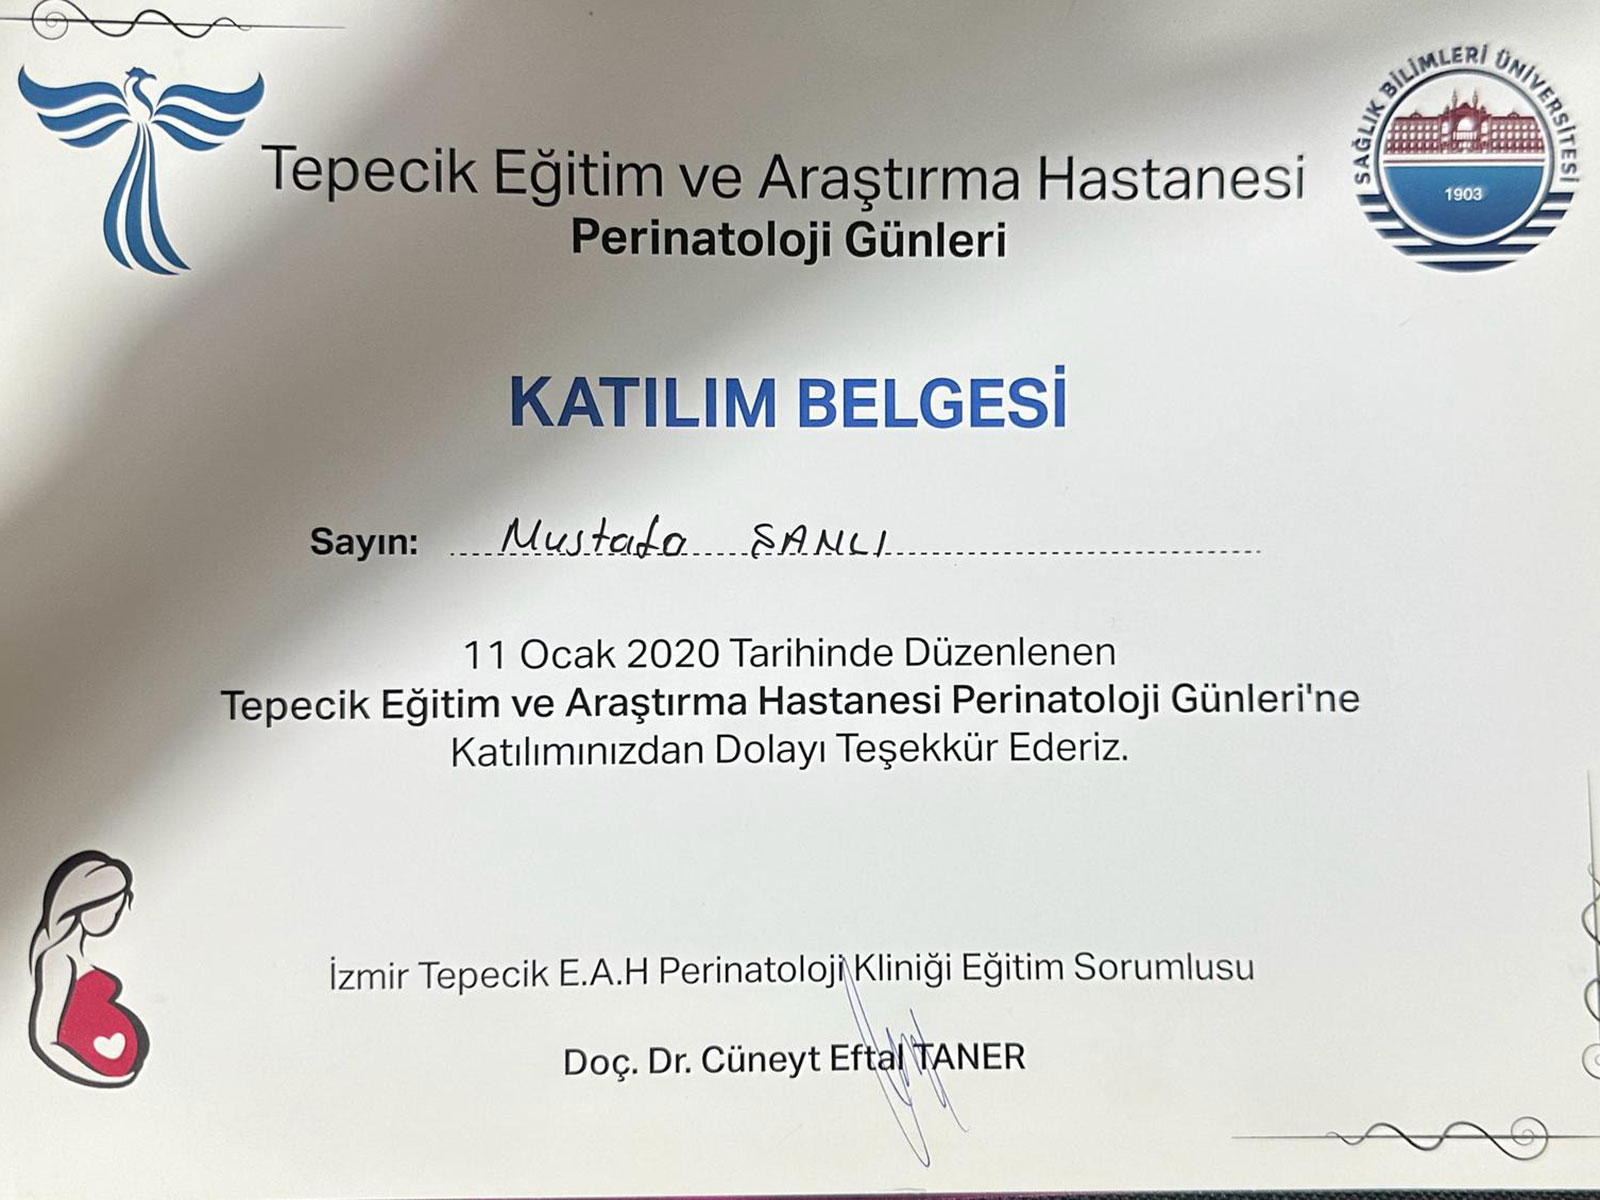 Tepecik Eğitim ve Araştırma Hastanesi
Perinatoloji Günleri
SAĞLIK BİLİMLERİ ÜNİVERSİTESİ
1903
KATILIM BELGESİ
Sayın: Mustafa ŞANLI
11 Ocak 2020 Tarihinde Düzenlenen
Tepecik Eğitim ve Araştırma Hastanesi Perinatoloji Günleri'ne
Katılımınızdan Dolayı Teşekkür Ederiz.
İzmir Tepecik E.A.H Perinatoloji Kliniği Eğitim Sorumlusu
Doç. Dr. Cüneyt Eftal TANER